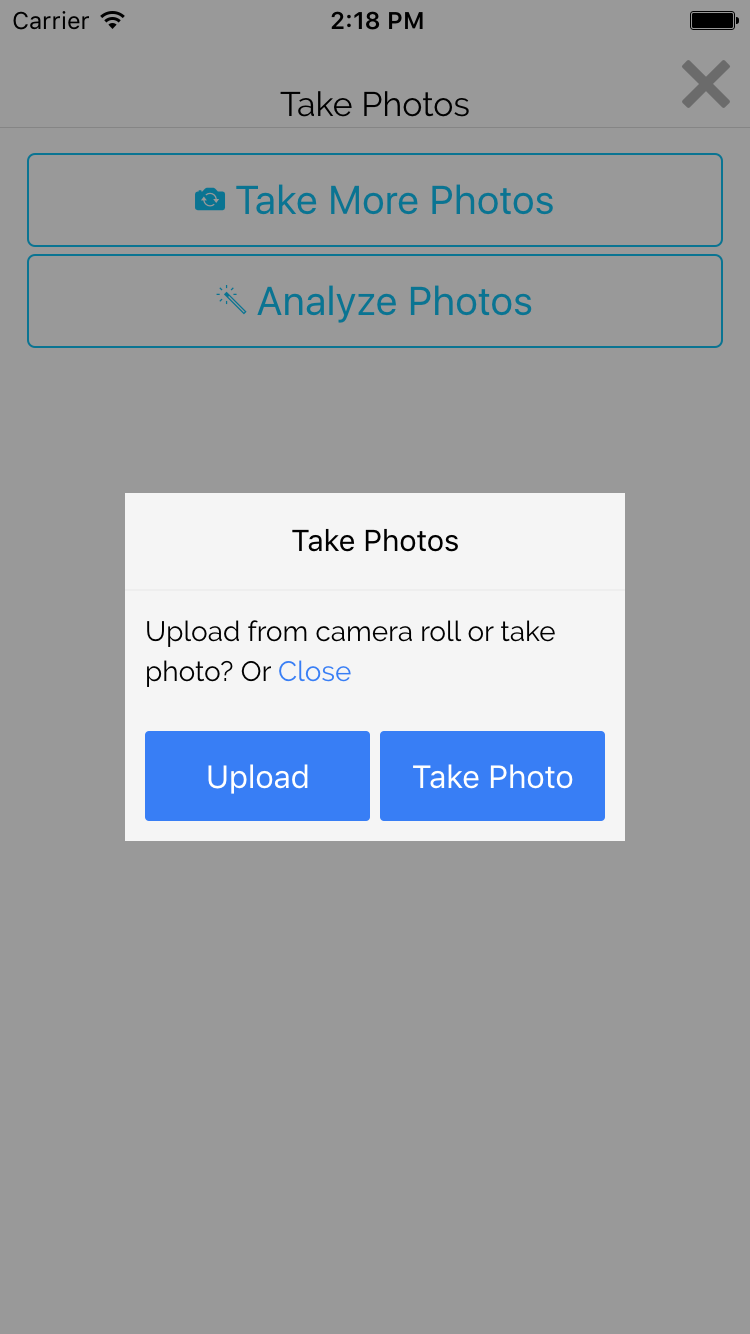 Carrier 2:18 PM
Take Photos
Take More Photos
Analyze Photos
Take Photos
Upload from camera roll or take
photo? Or Close
Upload Take Photo